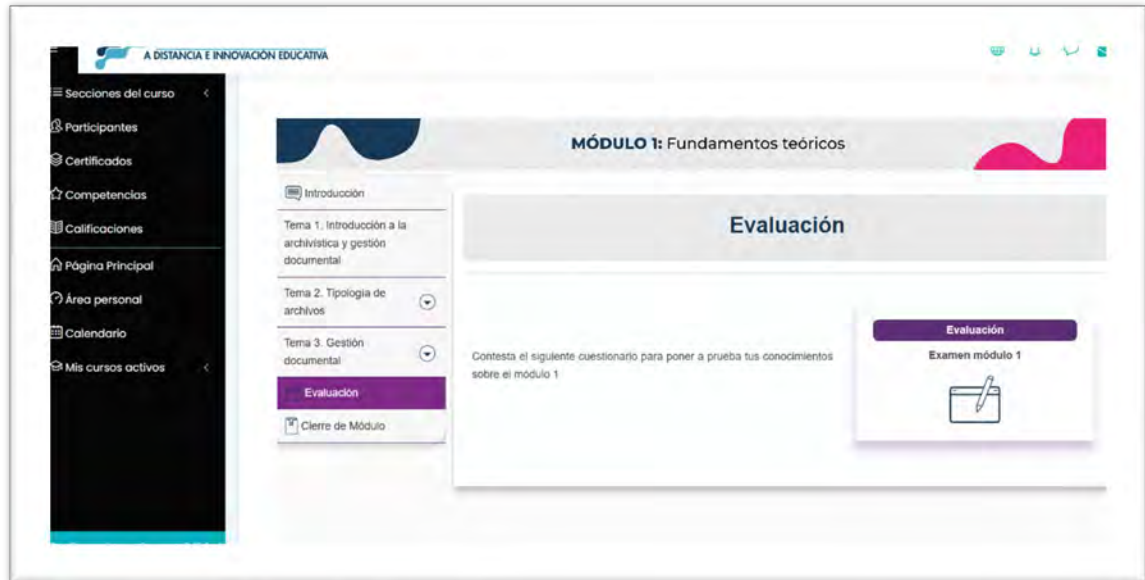 A DISTANCIA E INNOVACIÓN EDUCATIVA
Secciones del curso
Participantes
Certificados
Competencias
Calificaciones
Página Principal
Área personal
Calendario
Mis cursos activos
MÓDULO 1: Fundamentos teóricos
Introducción
Tema 1. Introducción a la
archivística y gestión
documental
Tema 2. Tipología de
archivos
Tema 3. Gestión
documental
Evaluación
Cierre de Módulo
Evaluación
Contesta el siguiente cuestionario para poner a prueba tus conocimientos
sobre el módulo 1
Evaluación
Examen módulo 1